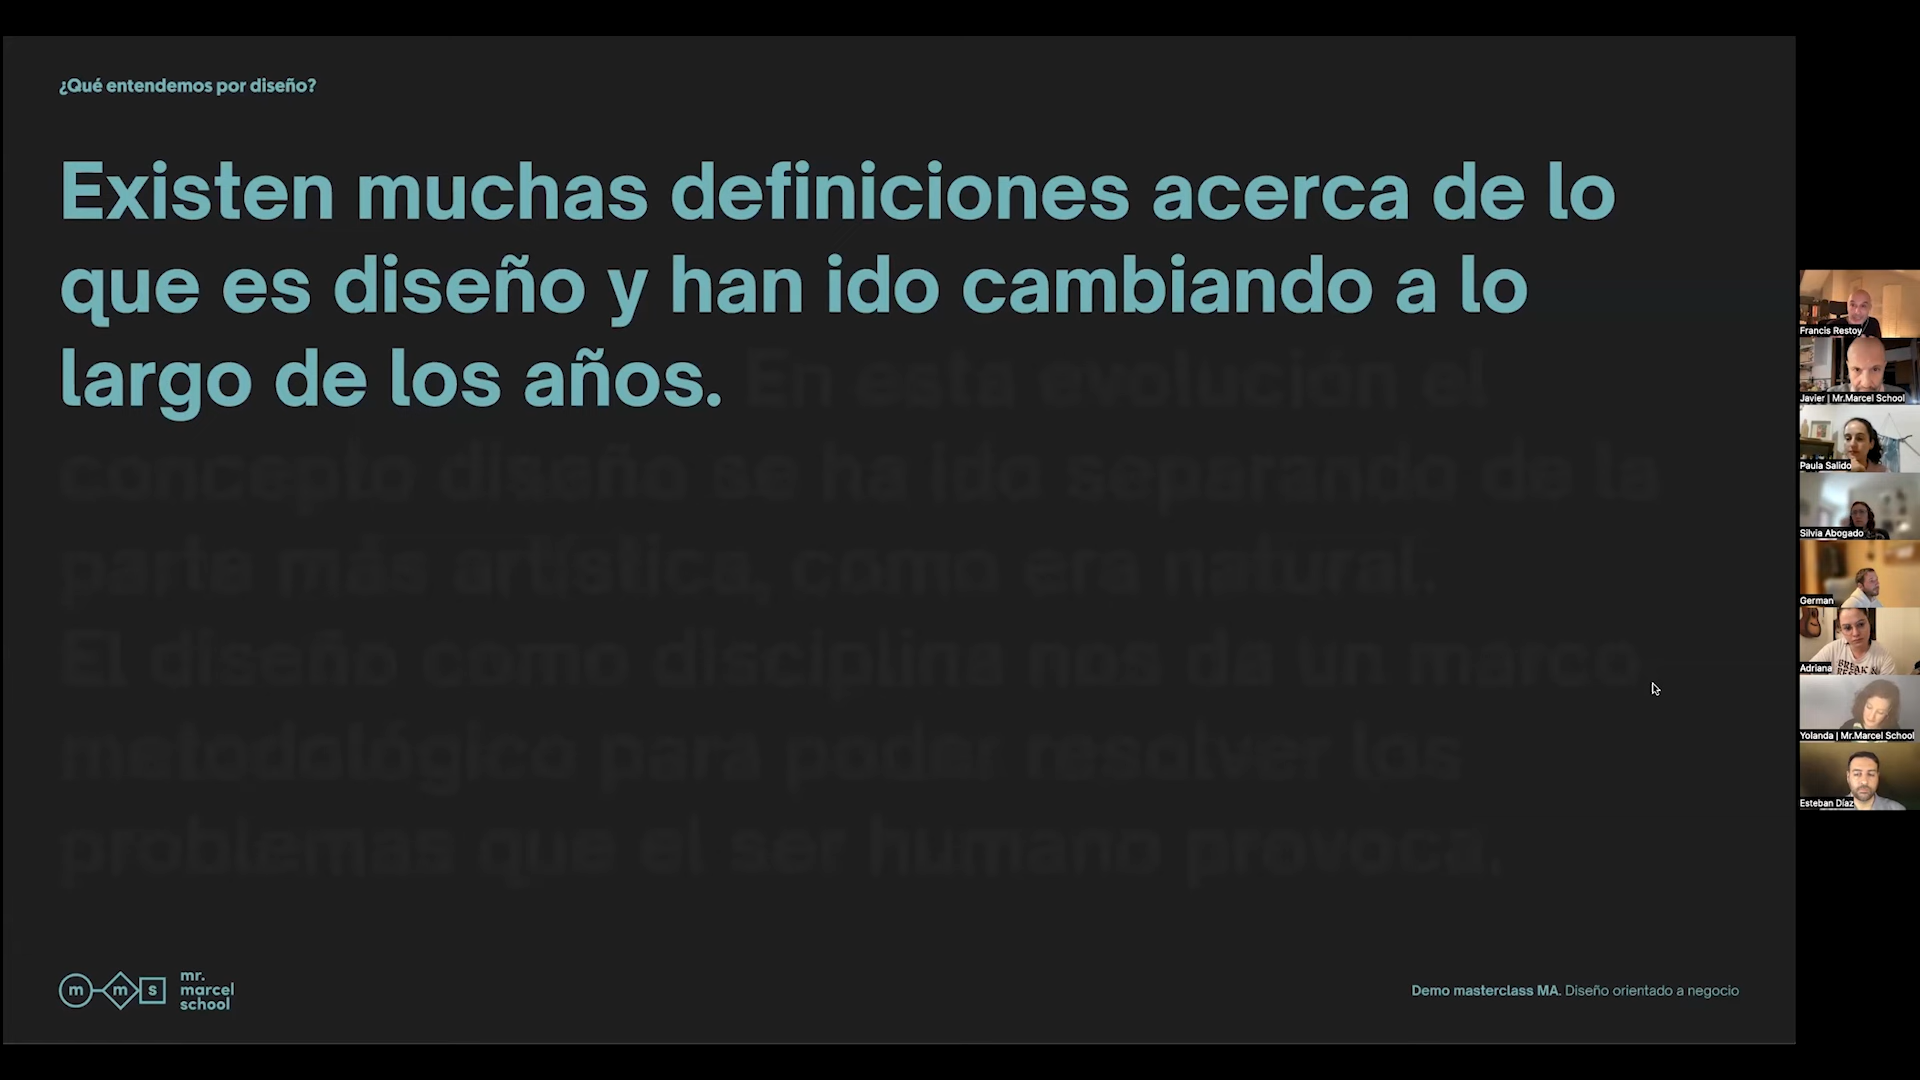 ¿Qué entendemos por diseño?
Existen muchas definiciones acerca de lo
que es diseño y han ido cambiando a lo
largo de los años. En esta evolución el
concepto diseño se ha ido separando de la
parte más artística, como era natural.
El diseño como disciplina nos da un marco
metodológico para poder resolver los
problemas que el ser humano provoca.
m m s
mr.
marcel
school
Demo masterclass MA. Diseño orientado a negocio
Francis Restoy
Javier | Mr.Marcel School
Paula Salido
Silvia Abogado
German
Adriana
BREAK
Yolanda | Mr.Marcel School
Esteban Díaz